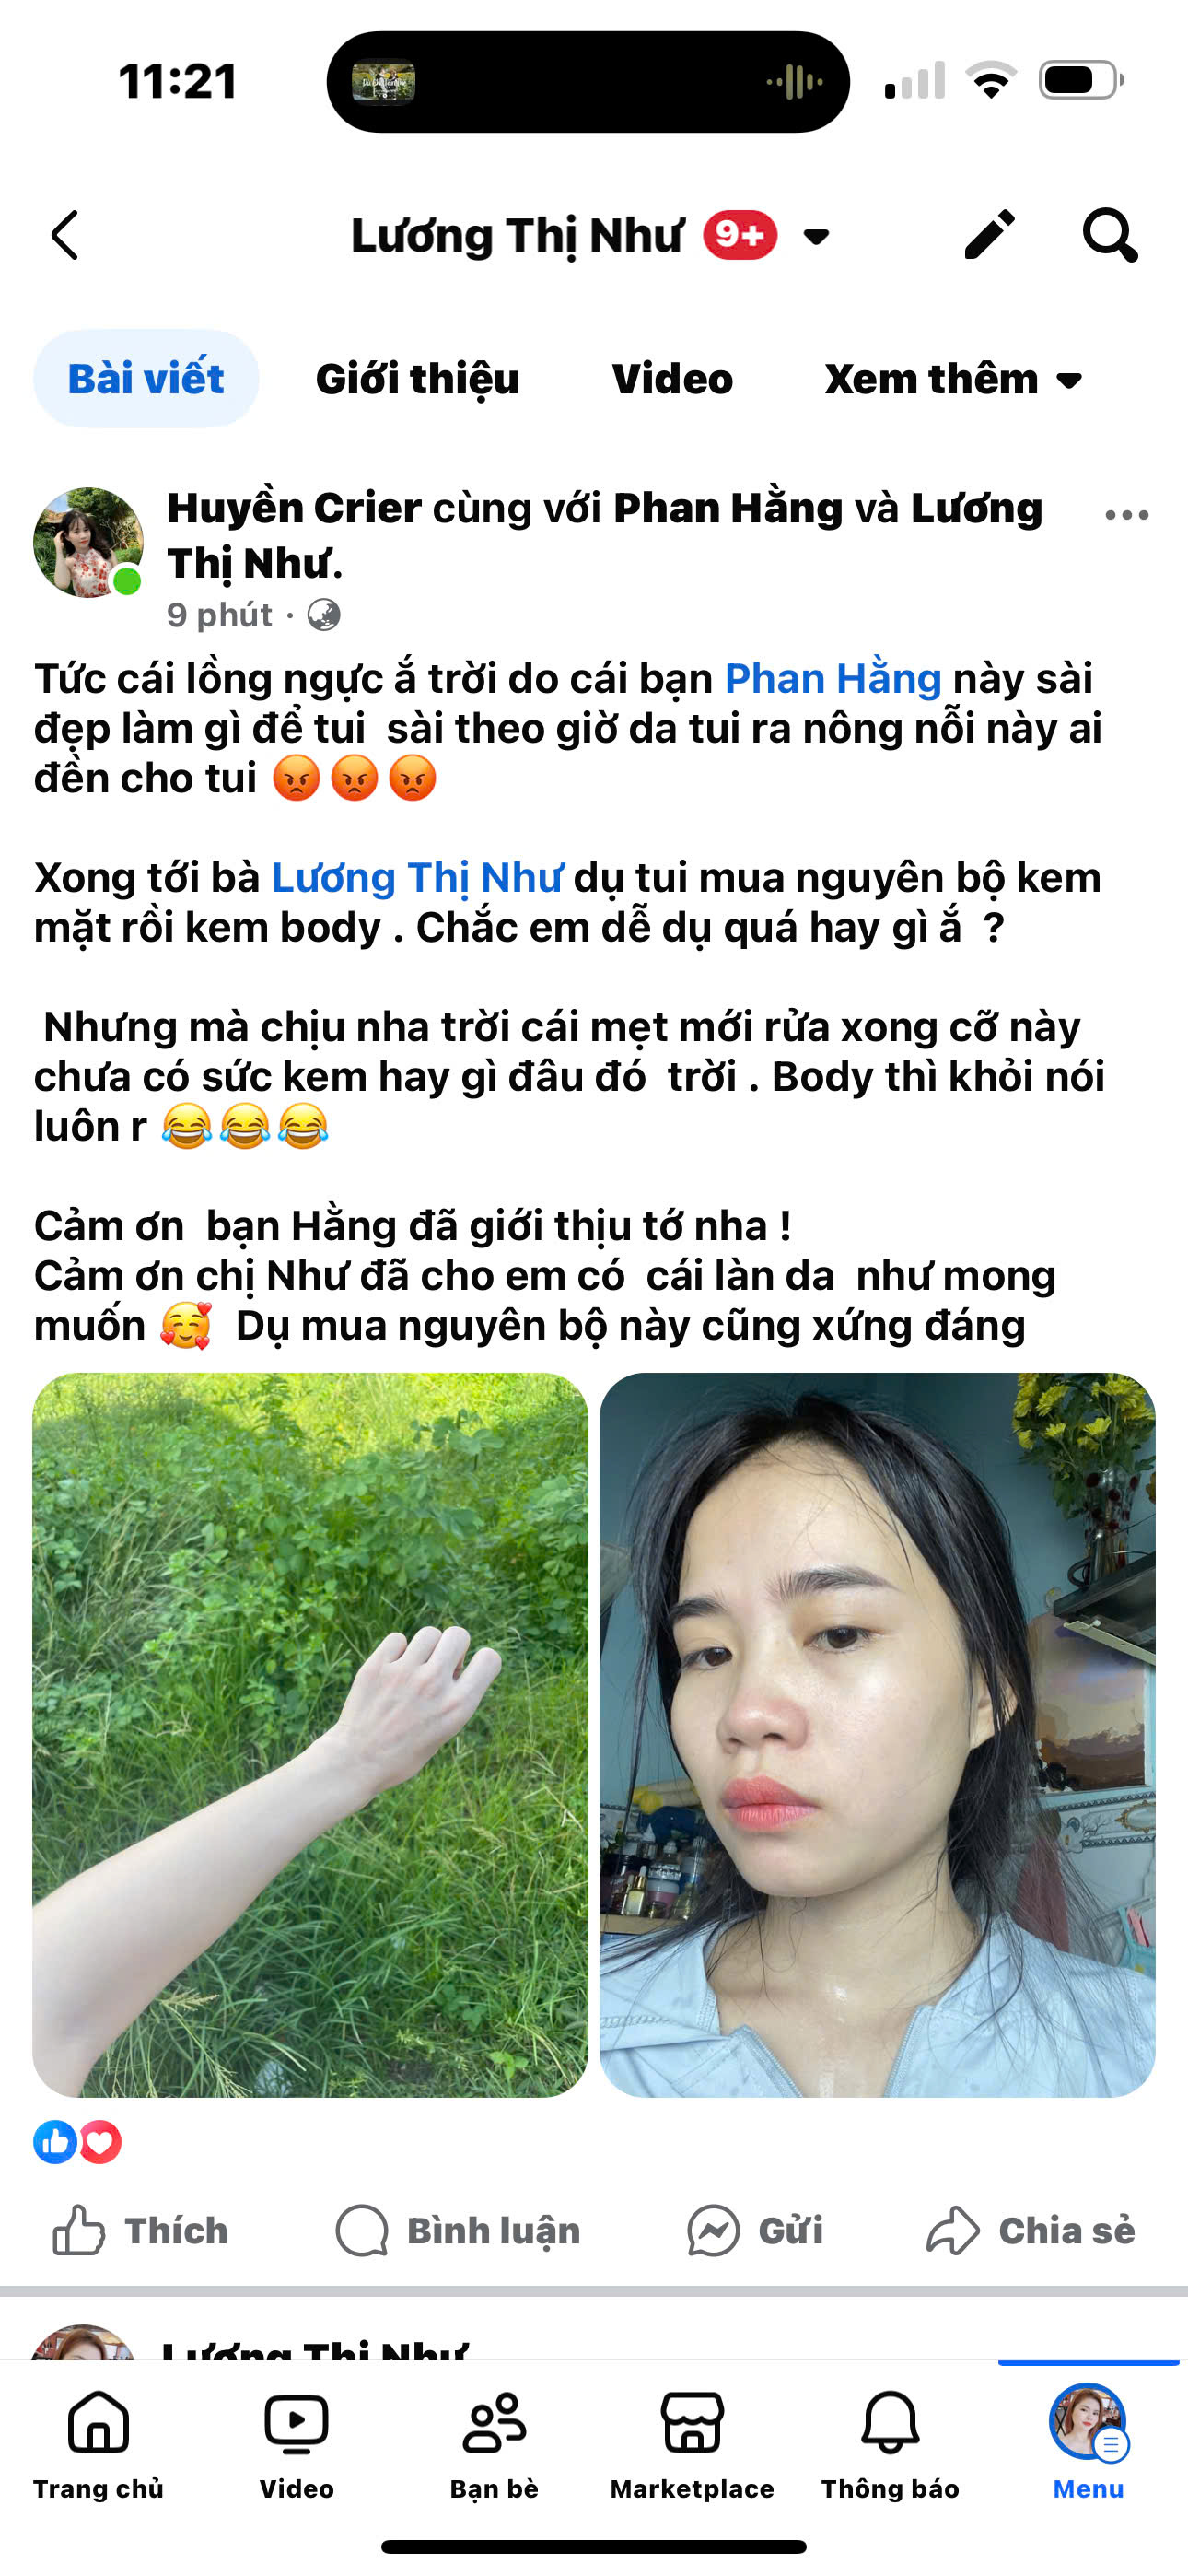 11:21
Lương Thị Như 9+
Bài viết Giới thiệu Video Xem thêm
Huyền Crier cùng với Phan Hằng và Lương
Thị Như.
9 phút ·
Tức cái lồng ngực ắ trời do cái bạn Phan Hằng này sài
đẹp làm gì để tui sài theo giờ da tui ra nông nỗi này ai
đền cho tui 😡😡😡
Xong tới bà Lương Thị Như dụ tui mua nguyên bộ kem
mặt rồi kem body . Chắc em dễ dụ quá hay gì ắ ?
Nhưng mà chịu nha trời cái mẹt mới rửa xong cỡ này
chưa có sức kem hay gì đâu đó trời . Body thì khỏi nói
luôn r 😂😂😂
Cảm ơn bạn Hằng đã giới thịu tớ nha !
Cảm ơn chị Như đã cho em có cái làn da như mong
muốn 🥰 Dụ mua nguyên bộ này cũng xứng đáng
Thích Bình luận Gửi Chia sẻ
Lương Thị Như
Trang chủ Video Bạn bè Marketplace Thông báo Menu